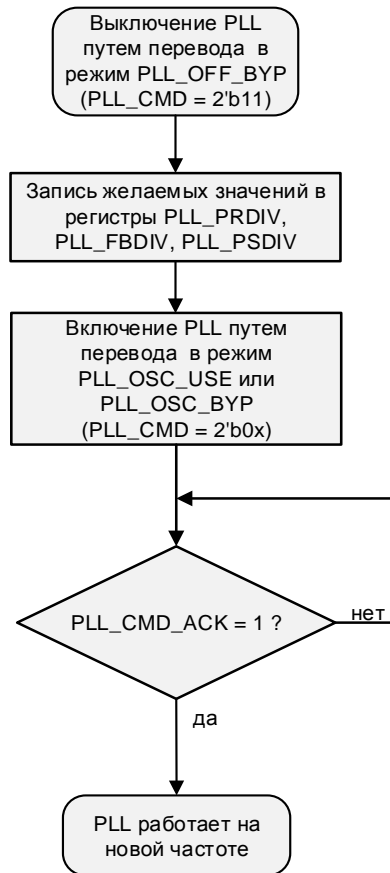 Выключение PLL
путем перевода в
режим PLL_OFF_BYP
(PLL_CMD = 2'b11)
Запись желаемых значений в
регистры PLL_PRDIV,
PLL_FBDIV, PLL_PSDIV
Включение PLL путем
перевода в режим
PLL_OSC_USE или
PLL_OSC_BYP
(PLL_CMD = 2'b0x)
PLL_CMD_ACK = 1 ?
нет
да
PLL работает на
новой частоте